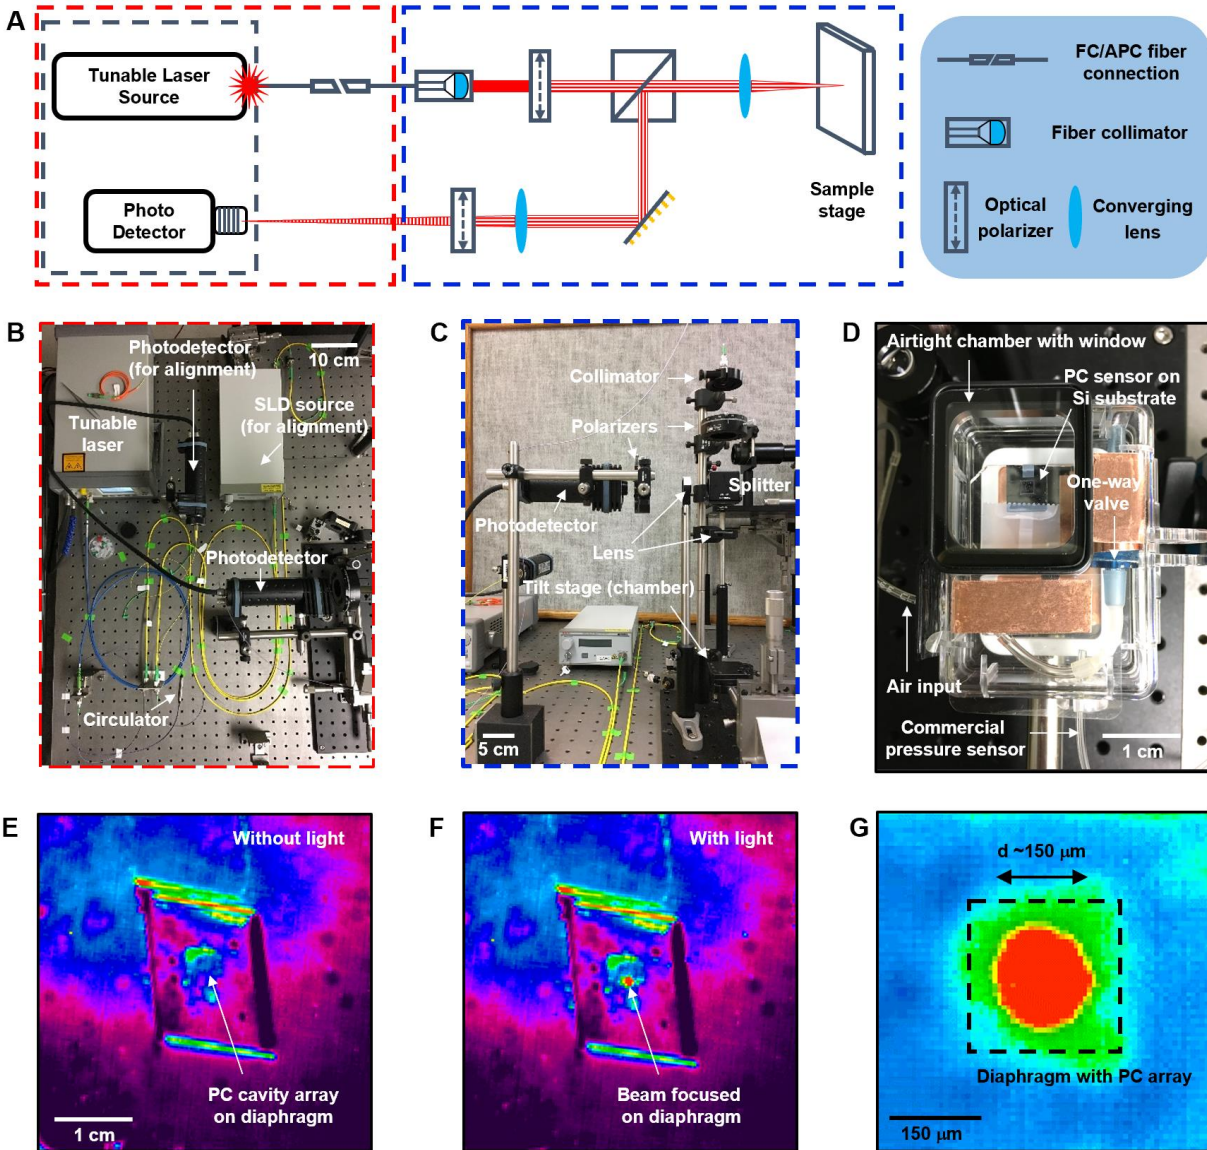 A
Tunable Laser
Source
Photo
Detector
Sample
stage
FC/APC fiber
connection
Fiber collimator
Optical
polarizer
Converging
lens
B
Photodetector
(for alignment)
10 cm
Tunable
laser
SLD source
(for alignment)
Photodetector
Circulator
C
Collimator
Polarizers
Splitter
Photodetector
Lens
Tilt stage (chamber)
5 cm
D
Airtight chamber with window
PC sensor on
Si substrate
One-way
valve
Air input
Commercial
pressure sensor
1 cm
E
Without light
PC cavity array
on diaphragm
1 cm
F
With light
Beam focused
on diaphragm
G
d ~150 μm
Diaphragm with PC array
150 μm